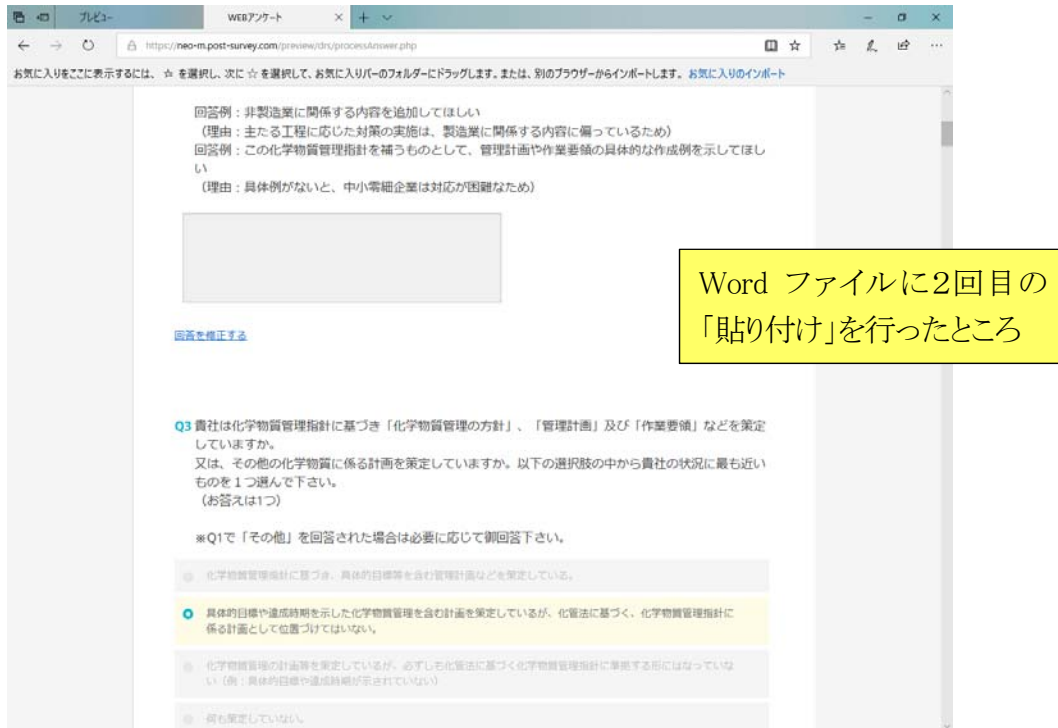 プレビュー
WEBアンケート
https://neo-m.post-survey.com/preview/drs/processAnswer.php
お気に入りをここに表示するには、 ☆ を選択し、次に ☆ を選択して、お気に入りバーのフォルダーにドラッグします。または、別のブラウザーからインポートします。 お気に入りのインポート
回答例：非製造業に関係する内容を追加してほしい
（理由：主たる工程に応じた対策の実施は、製造業に関係する内容に偏っているため）
回答例：この化学物質管理指針を補うものとして、管理計画や作業要領の具体的な作成例を示してほし
い
（理由：具体例がないと、中小零細企業は対応が困難なため）
Word ファイルに２回目の
「貼り付け」を行ったところ
回答を修正する
Q3 貴社は化学物質管理指針に基づき「化学物質管理の方針」、「管理計画」及び「作業要領」などを策定
していますか。
又は、その他の化学物質に係る計画を策定していますか。以下の選択肢の中から貴社の状況に最も近い
ものを１つ選んで下さい。
（お答えは1つ）
※Q1で「その他」を回答された場合は必要に応じて御回答下さい。
化学物質管理指針に基づき、具体的目標等を含む管理計画などを策定している。
具体的目標や達成時期を示した化学物質管理を含む計画を策定しているが、化管法に基づく、化学物質管理指針に
係る計画として位置づけてはいない。
化学物質管理の計画等を策定しているが、必ずしも化管法に基づく化学物質管理指針に準拠する形にはなっていな
い（例：具体的目標や達成時期が示されていない）
何も策定していない。